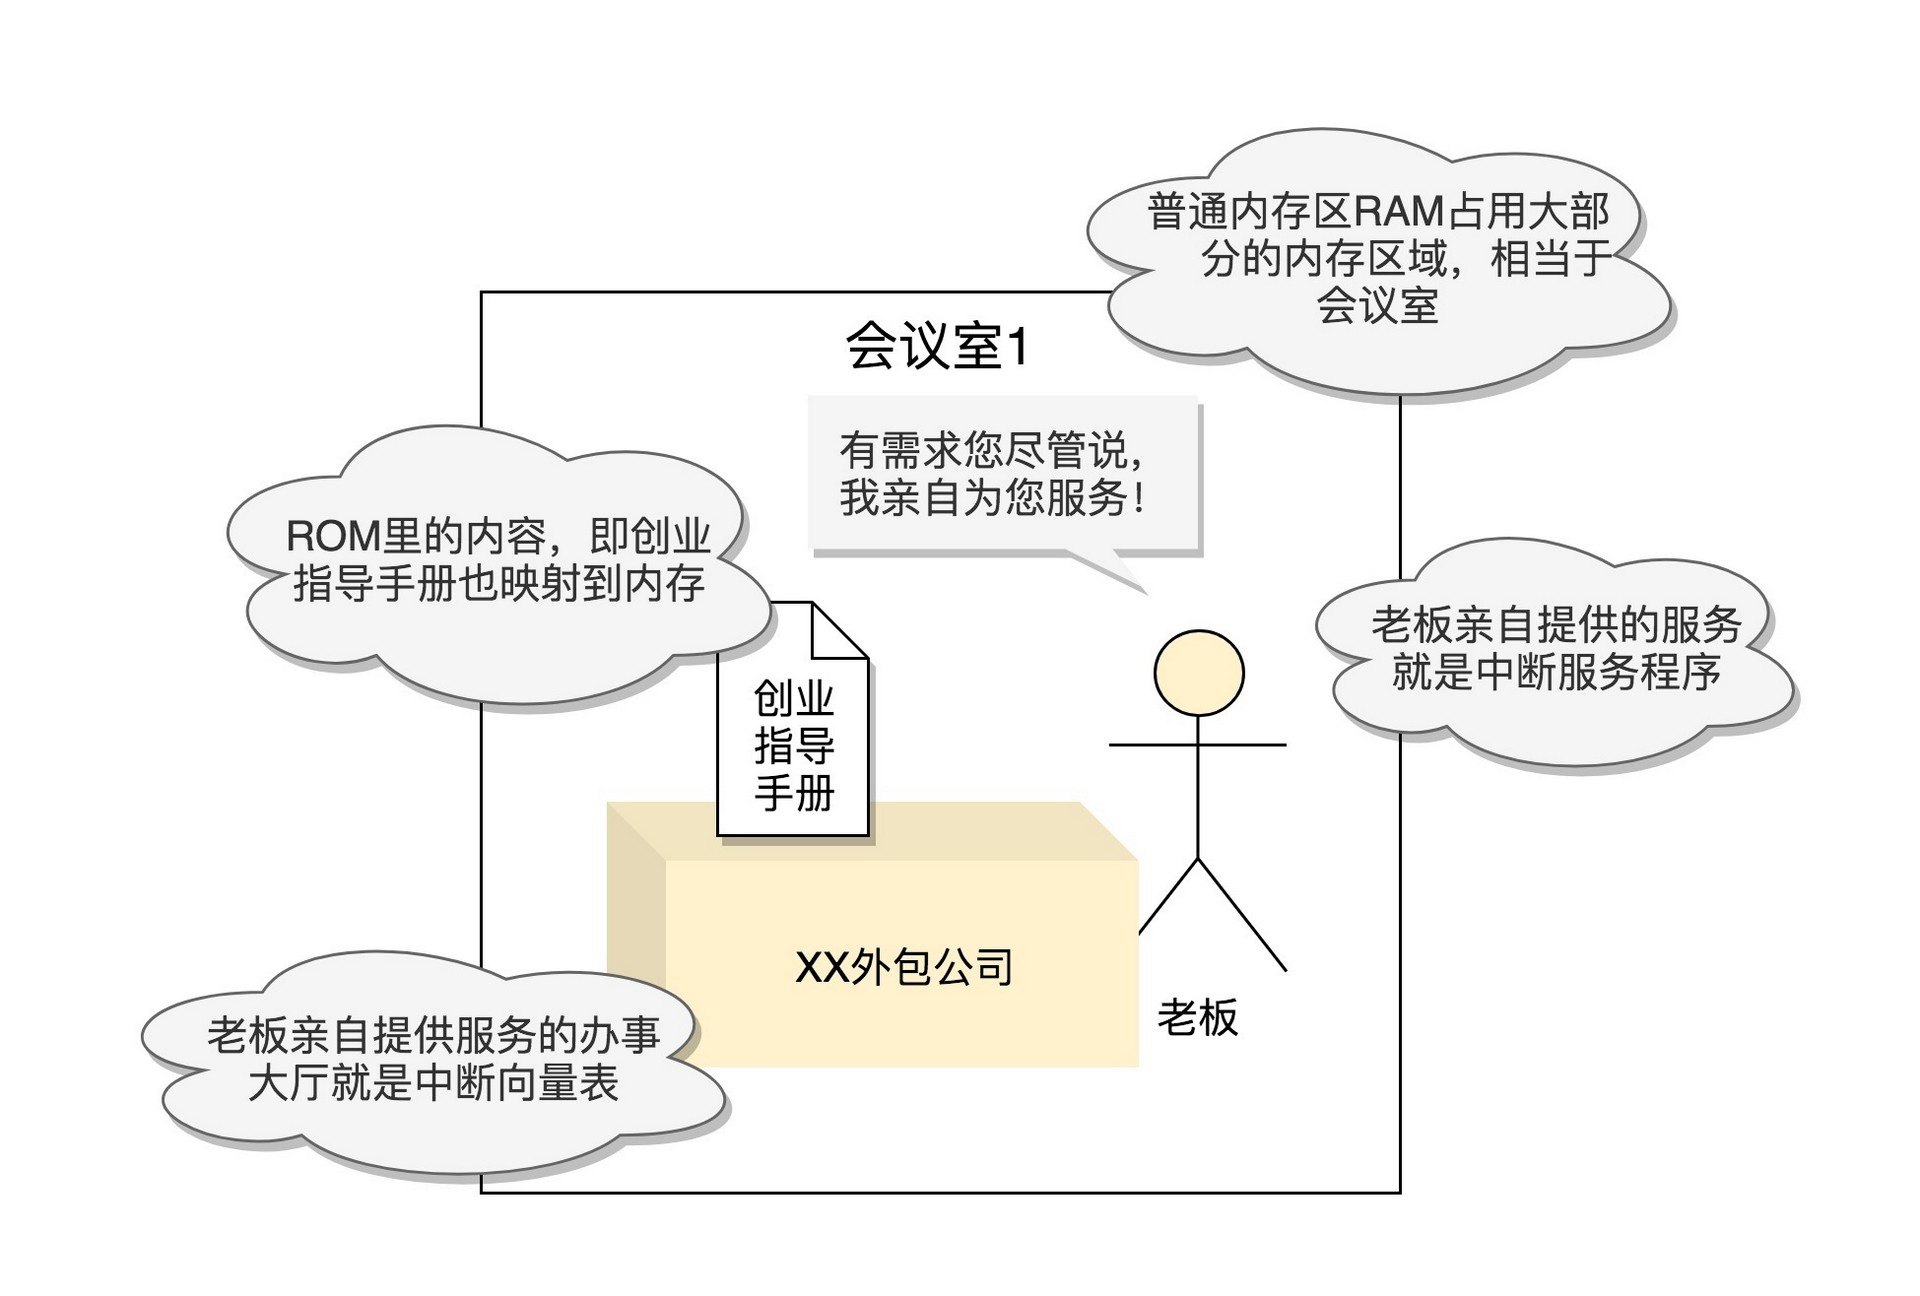 普通内存区RAM占用大部
分的内存区域，相当于
会议室
会议室1
有需求您尽管说，
我亲自为您服务！
ROM里的内容，即创业
指导手册也映射到内存
老板亲自提供的服务
就是中断服务程序
创业
指导
手册
XX外包公司
老板
老板亲自提供服务的办事
大厅就是中断向量表